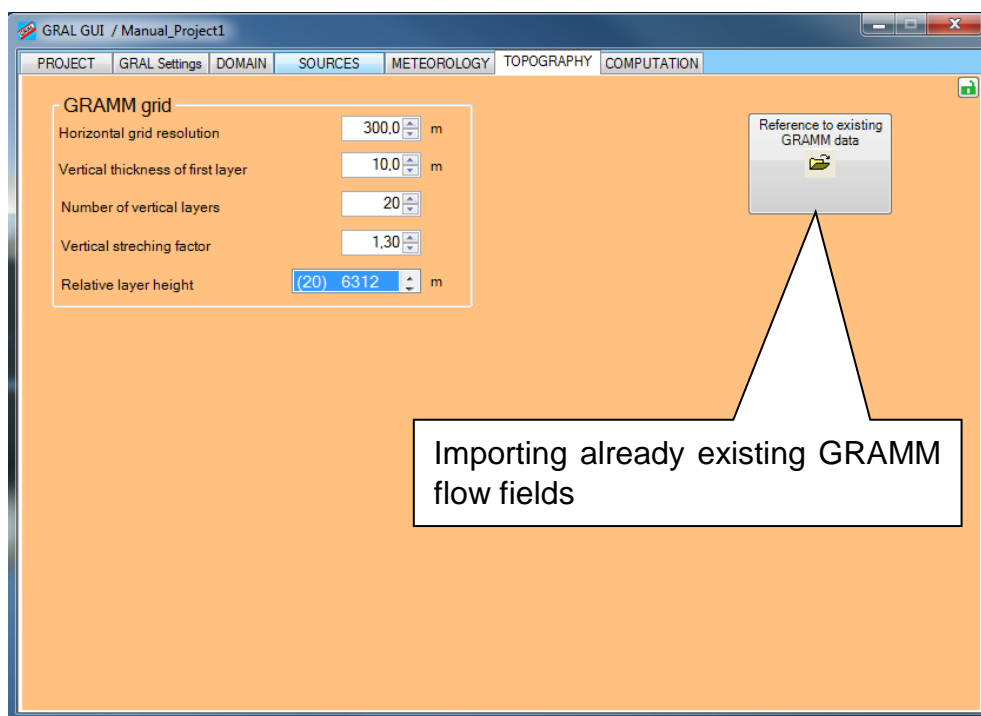 GRAL GUI / Manual_Project1
PROJECT GRAL Settings DOMAIN SOURCES METEOROLOGY TOPOGRAPHY COMPUTATION
GRAMM grid
Horizontal grid resolution 300,0 m
Vertical thickness of first layer 10,0 m
Number of vertical layers 20
Vertical streching factor 1,30
Relative layer height (20) 6312 m
Reference to existing
GRAMM data
Importing already existing GRAMM
flow fields